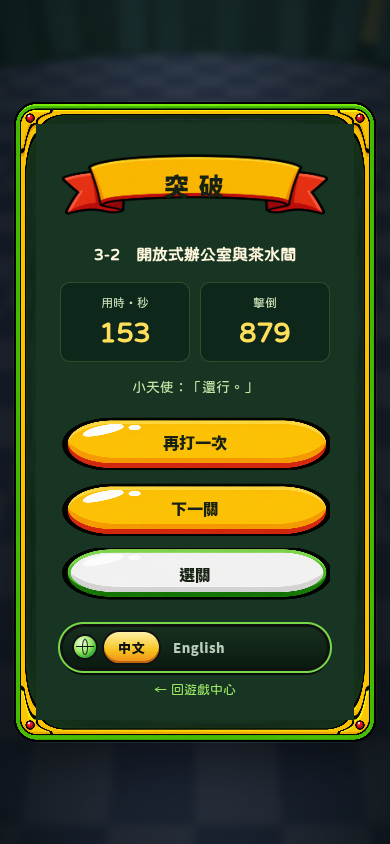 突破
3-2 開放式辦公室與茶水間
用時・秒 擊倒
153 879
小天使：「還行。」
再打一次
下一關
選關
中文 English
← 回遊戲中心